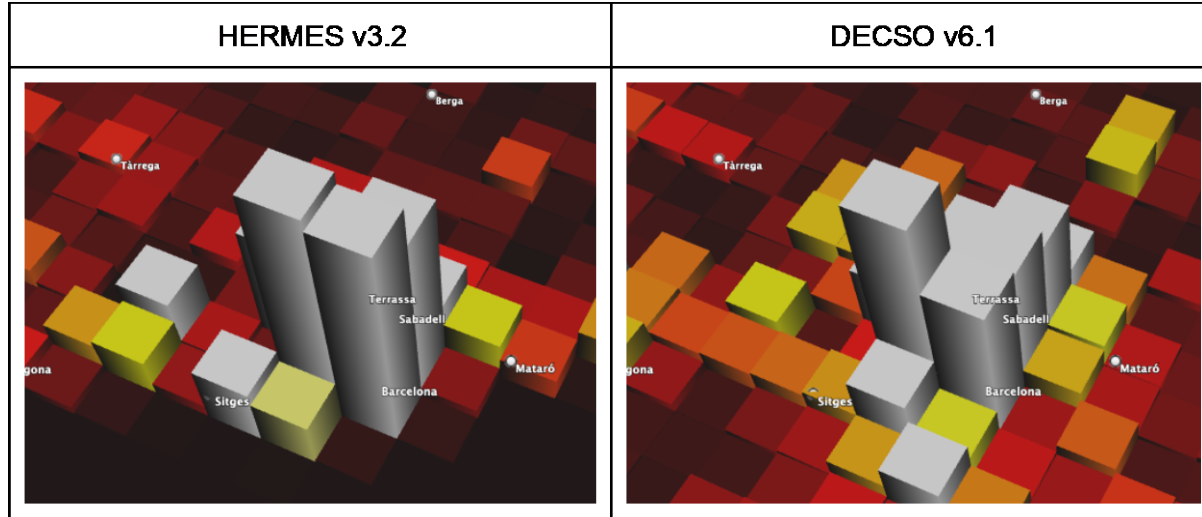 HERMES v3.2
DECSO v6.1
Berga
Tàrrega
Terrassa
Sabadell
Mataró
gona
Sitges
Barcelona
Berga
Tàrrega
Terrassa
Sabadell
Mataró
gona
Sitges
Barcelona